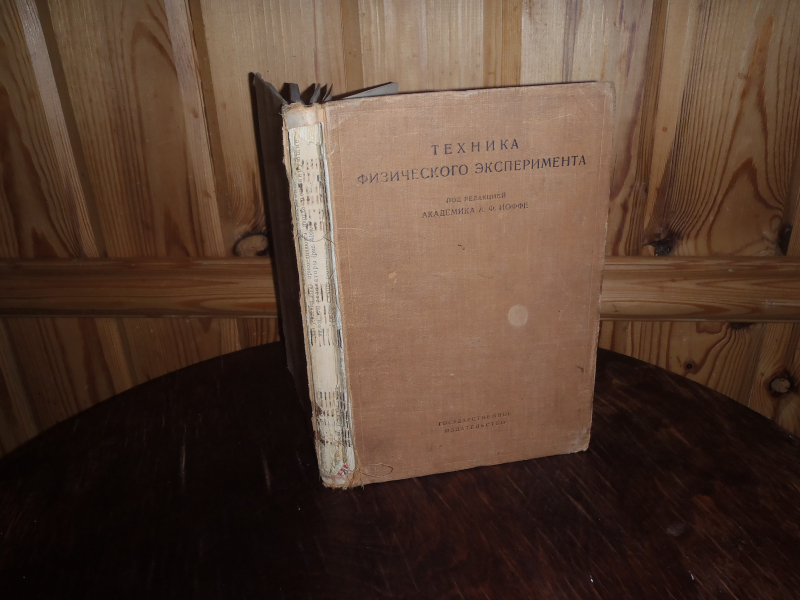 ТЕХНИКА
ФИЗИЧЕСКОГО ЭКСПЕРИМЕНТА
ПОД РЕДАКЦИЕЙ
АКАДЕМИКА А. Ф. ИОФФЕ
ГОСУДАРСТВЕННОЕ
ИЗДАТЕЛЬСТВО